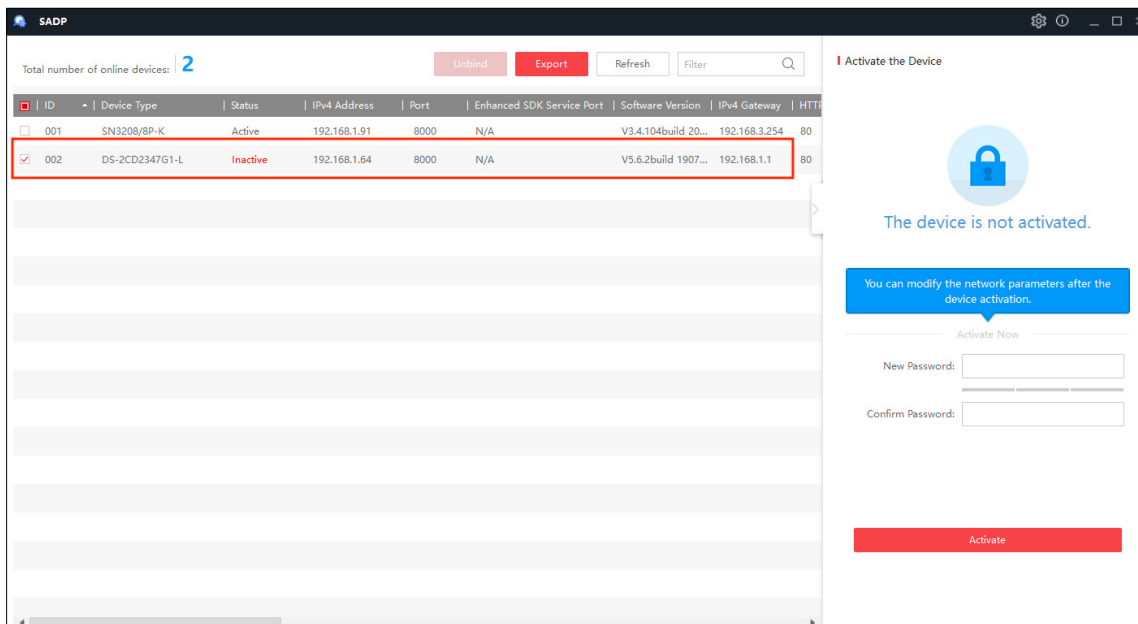 SADP
Total number of online devices: 2
Unbind Export Refresh Filter
ID Device Type Status IPv4 Address Port Enhanced SDK Service Port Software Version IPv4 Gateway HTTP
001 SN3208/8P-K Active 192.168.1.91 8000 N/A V3.4.104build 20... 192.168.3.254 80
002 DS-2CD2347G1-L Inactive 192.168.1.64 8000 N/A V5.6.2build 1907... 192.168.1.1 80
Activate the Device
The device is not activated.
You can modify the network parameters after the
device activation.
Activate Now
New Password:
Confirm Password:
Activate